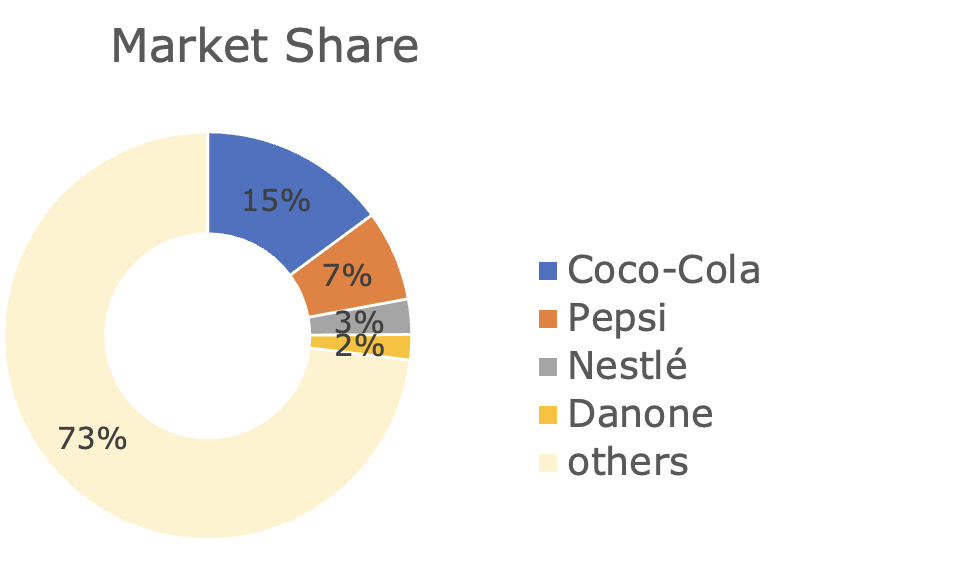 Market Share
15%
7%
3%
2%
73%
Coco-Cola
Pepsi
Nestlé
Danone
others